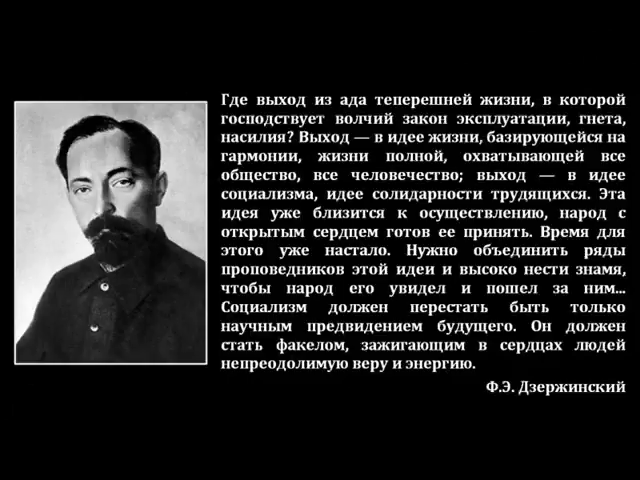 Где выход из ада теперешней жизни, в которой
господствует волчий закон эксплуатации, гнета,
насилия? Выход — в идее жизни, базирующейся на
гармонии, жизни полной, охватывающей все
общество, все человечество; выход — в идее
социализма, идее солидарности трудящихся. Эта
идея уже близится к осуществлению, народ с
открытым сердцем готов ее принять. Время для
этого уже настало. Нужно объединить ряды
проповедников этой идеи и высоко нести знамя,
чтобы народ его увидел и пошел за ним...
Социализм должен перестать быть только
научным предвидением будущего. Он должен
стать факелом, зажигающим в сердцах людей
непреодолимую веру и энергию.
Ф.Э. Дзержинский